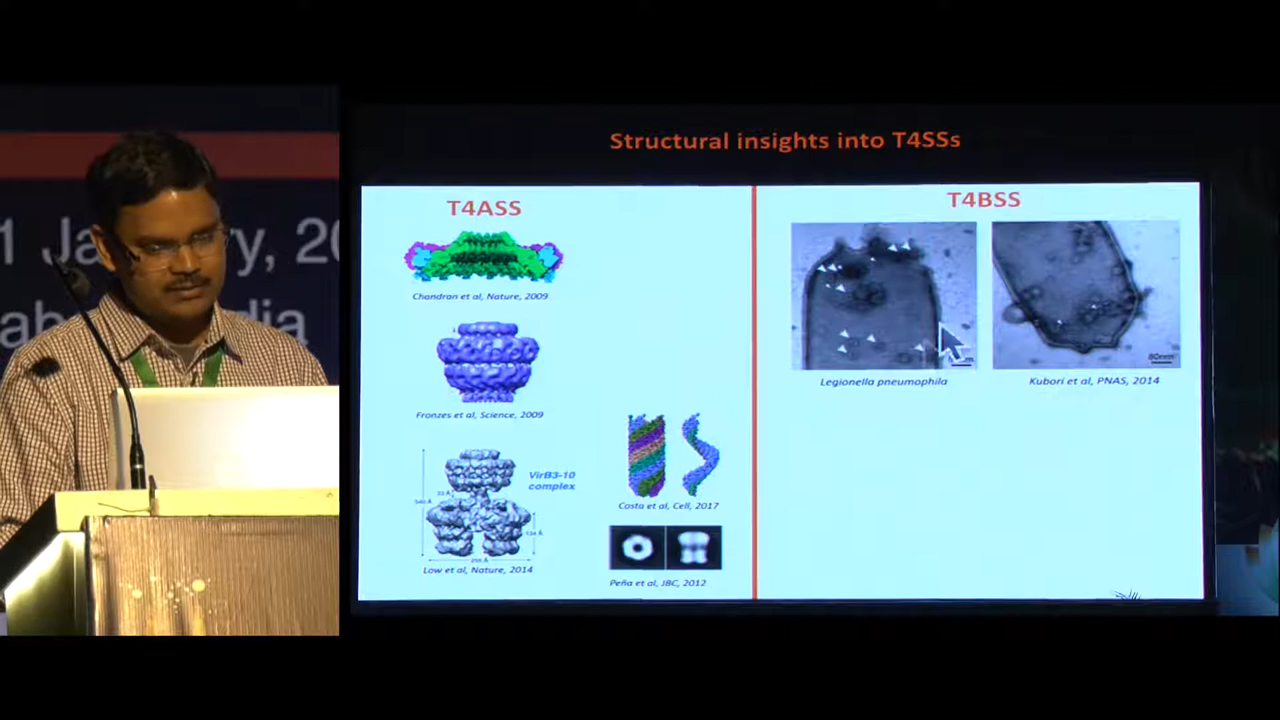 Structural insights into T4SSs
T4ASS
Chandran et al, Nature, 2009
Fronzes et al, Science, 2009
VirB3-10
complex
Low et al, Nature, 2014
Costa et al, Cell, 2017
Peña et al, JBC, 2012
T4BSS
Legionella pneumophila
Kubori et al, PNAS, 2014
80nm